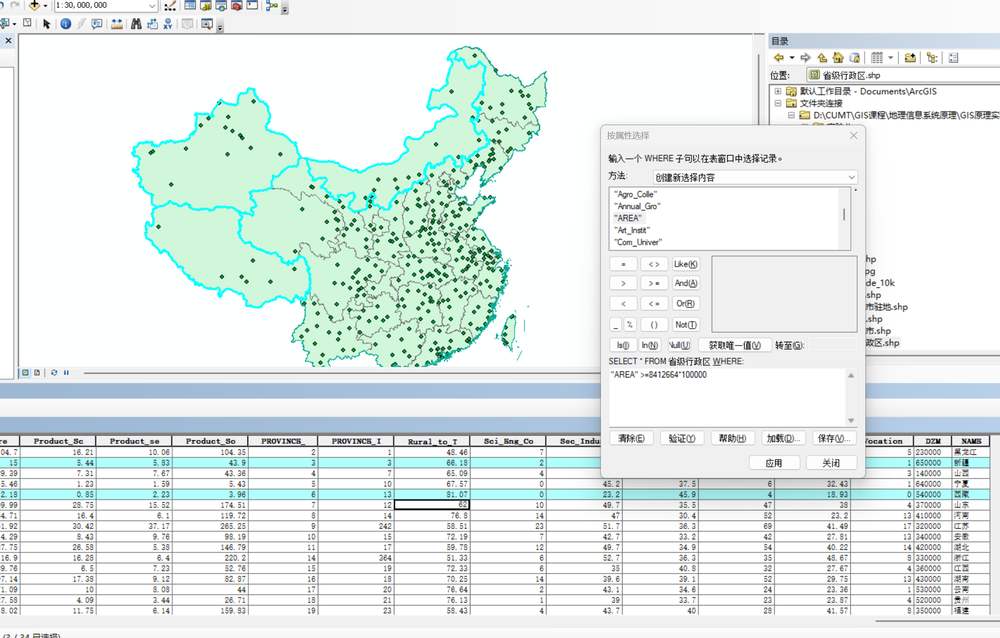 1:30,000,000
XY
目录
位置:
省级行政区.shp
默认工作目录 - Documents\ArcGIS
文件夹连接
D:\CUMT\GIS课程\地理信息系统原理\GIS原理实
按属性选择
输入一个 WHERE 子句以在表窗口中选择记录。
方法:
创建新选择内容
"Agro_Colle"
"Annual_Gro"
"AREA"
"Art_Instit"
"Com_Univer"
= < > Like(K)
> > = And(A)
< < = Or(R)
_ % ( ) Not(T)
Is(I) In(N) Null(U) 获取唯一值(V) 转至(G):
SELECT * FROM 省级行政区 WHERE:
"AREA" >=8412664*100000
清除(E) 验证(Y) 帮助(H) 加载(D)... 保存(V)...
应用 关闭
hp
pg
de_10k
.shp
市驻地.shp
.shp
市.shp
政区.shp
re Product_Sc Product_se Product_So PROVINCE_ PROVINCE_I Rural_to_T Sci_Eng_Co Sec_Indu Vocation DZM NAME
04.7 16.21 10.06 104.35 2 1 48.46 7 5 230000 黑龙江
15 5.44 5.83 43.9 3 3 66.18 2 1 650000 新疆
9.39 7.31 7.67 43.36 4 7 65.09 4 3 140000 山西
5.46 1.23 1.59 5.43 5 10 67.57 0 45.2 37.5 6 32.43 1 640000 宁夏
2.18 0.85 2.23 3.96 6 13 81.07 0 23.2 45.9 4 18.93 0 540000 西藏
9.99 28.75 15.52 174.51 7 12 62 10 49.7 35.5 47 38 4 370000 山东
4.71 16.4 6.1 119.72 8 14 76.8 14 47 30.4 52 23.2 13 410000 河南
1.92 30.42 37.17 265.25 9 242 58.51 23 51.7 36.3 69 41.49 17 320000 江苏
4.29 8.43 9.76 98.19 10 15 72.19 7 42.7 33.2 42 27.81 13 340000 安徽
7.75 26.58 5.38 146.79 11 17 59.78 12 49.7 34.9 54 40.22 14 420000 湖北
16.9 16.28 6.4 220.2 14 364 51.33 6 52.7 36.3 35 48.67 8 330000 浙江
9.76 6.5 7.23 52.76 15 19 72.33 6 35 40.8 32 27.67 4 360000 江西
7.14 17.38 9.12 82.87 16 18 70.25 14 39.6 39.1 52 29.75 13 430000 湖南
1.09 10 8.08 44 17 20 76.64 2 43.1 34.6 24 23.36 1 530000 云南
7.58 4.09 3.44 26.71 18 21 76.13 1 39 33.7 23 23.87 4 520000 贵州
8.02 11.75 6.14 159.83 19 23 58.43 4 43.7 40 28 41.57 8 350000 福建
/ 34 已选择)